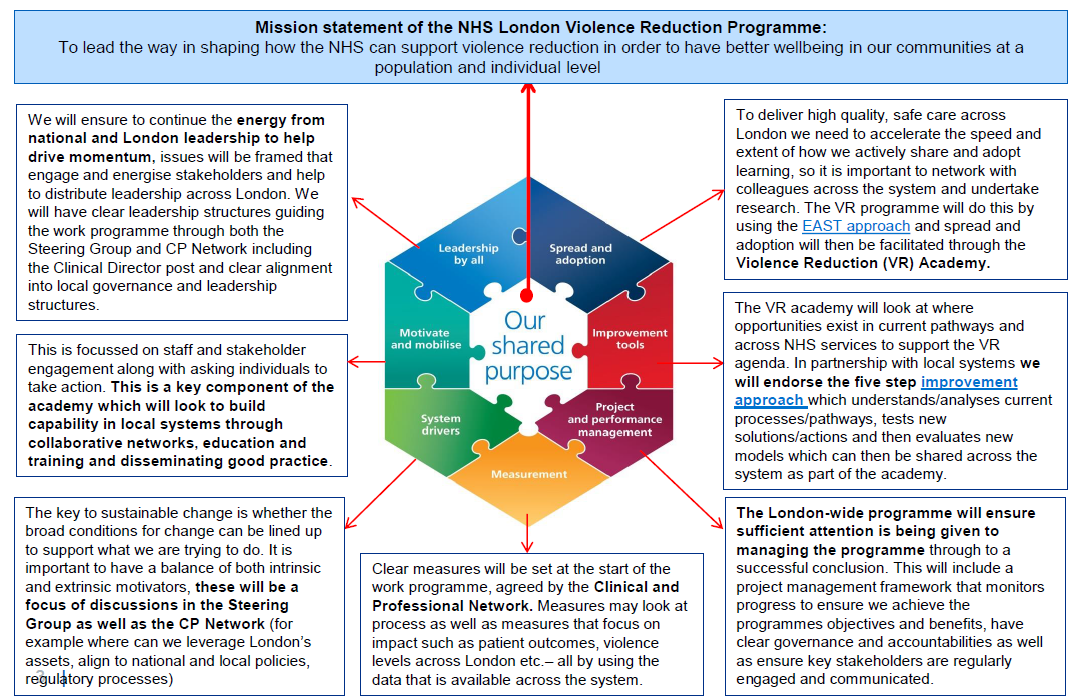 Mission statement of the NHS London Violence Reduction Programme:
To lead the way in shaping how the NHS can support violence reduction in order to have better wellbeing in our communities at a
population and individual level
We will ensure to continue the energy from
national and London leadership to help
drive momentum, issues will be framed that
engage and energise stakeholders and help
to distribute leadership across London. We
will have clear leadership structures guiding
the work programme through both the
Steering Group and CP Network including
the Clinical Director post and clear alignment
into local governance and leadership
structures.
This is focussed on staff and stakeholder
engagement along with asking individuals to
take action. This is a key component of the
academy which will look to build
capability in local systems through
collaborative networks, education and
training and disseminating good practice.
The key to sustainable change is whether the
broad conditions for change can be lined up
to support what we are trying to do. It is
important to have a balance of both intrinsic
and extrinsic motivators, these will be a
focus of discussions in the Steering
Group as well as the CP Network (for
example where can we leverage London's
assets, align to national and local policies,
regulatory processes)
3 |
Leadership
by all
Spread and
adoption
Motivate
and mobilise
Our
shared
purpose
Improvement
tools
System
drivers
Project
and performance
management
Measurement
Clear measures will be set at the start of the
work programme, agreed by the Clinical and
Professional Network. Measures may look at
process as well as measures that focus on
impact such as patient outcomes, violence
levels across London etc.– all by using the
data that is available across the system.
To deliver high quality, safe care across
London we need to accelerate the speed and
extent of how we actively share and adopt
learning, so it is important to network with
colleagues across the system and undertake
research. The VR programme will do this by
using the EAST approach and spread and
adoption will then be facilitated through the
Violence Reduction (VR) Academy.
The VR academy will look at where
opportunities exist in current pathways and
across NHS services to support the VR
agenda. In partnership with local systems we
will endorse the five step improvement
approach which understands/analyses current
processes/pathways, tests new
solutions/actions and then evaluates new
models which can then be shared across the
system as part of the academy.
The London-wide programme will ensure
sufficient attention is being given to
managing the programme through to a
successful conclusion. This will include a
project management framework that monitors
progress to ensure we achieve the
programmes objectives and benefits, have
clear governance and accountabilities as well
as ensure key stakeholders are regularly
engaged and communicated.